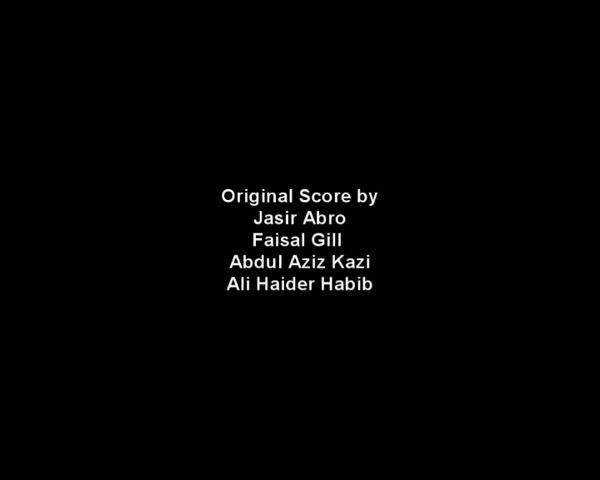 Original Score by
Jasir Abro
Faisal Gill
Abdul Aziz Kazi
Ali Haider Habib